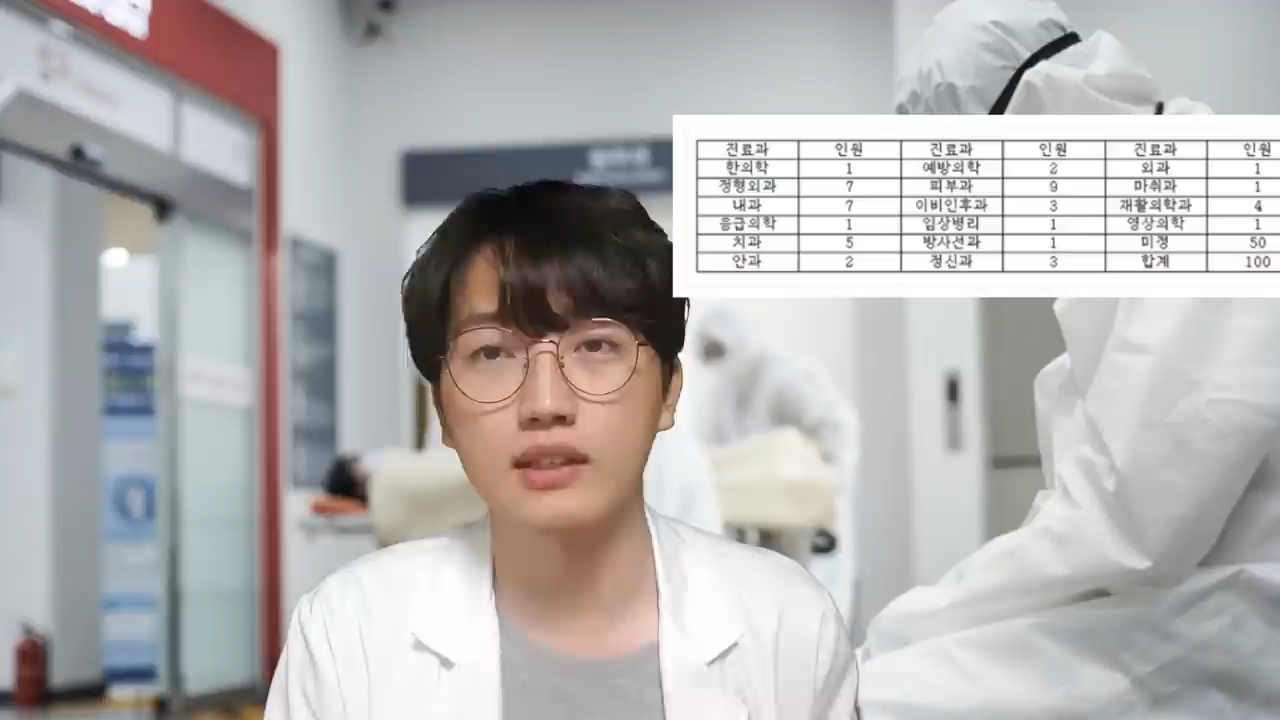 진료과 인원 진료과 인원 진료과 인원
한의학 1 예방의학 2 외과 1
정형외과 7 피부과 9 마취과 1
내과 7 이비인후과 3 재활의학과 4
응급의학 1 임상병리 1 영상의학 1
치과 5 방사선과 1 미정 50
안과 2 정신과 3 합계 100